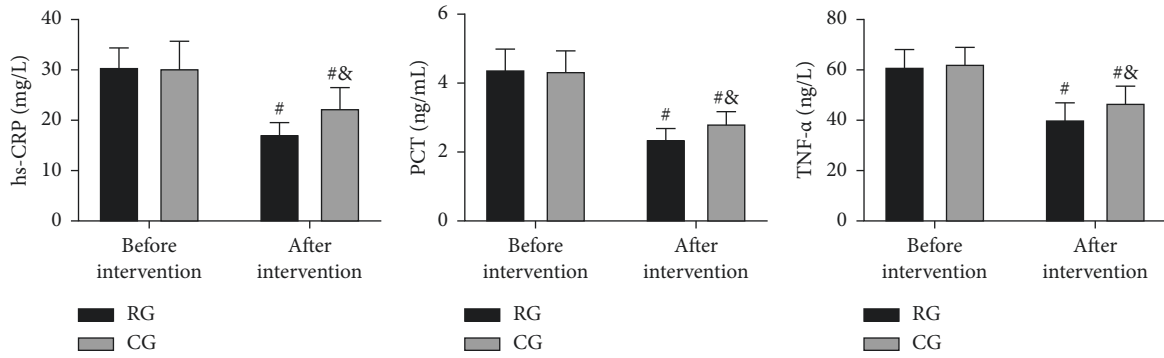 hs-CRP (mg/L)
40
30
20
10
0
#
#&
Before
intervention
After
intervention
RG
CG
PCT (ng/mL)
6
4
2
0
#
#&
Before
intervention
After
intervention
RG
CG
TNF-α (ng/L)
80
60
40
20
0
#
#&
Before
intervention
After
intervention
RG
CG